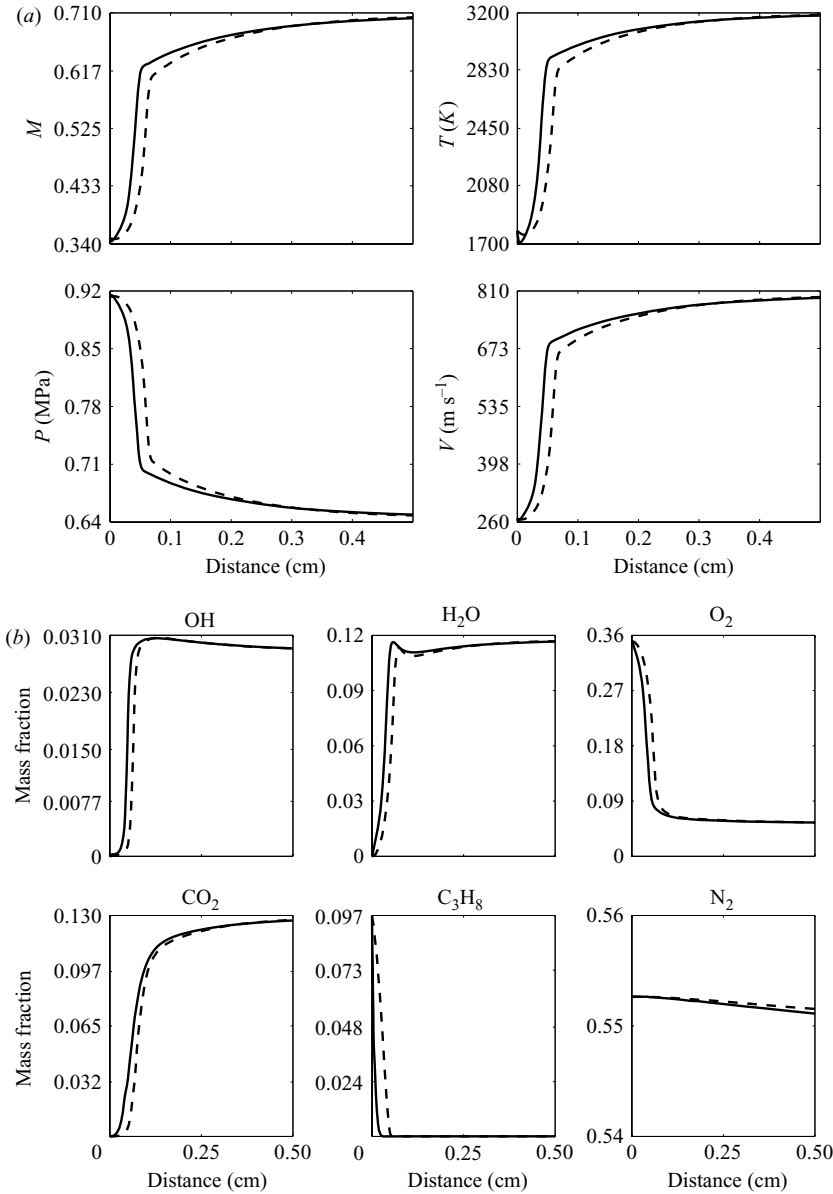 (a)
0.710
0.617
0.525
0.433
0.340
M
3200
2830
2450
2080
1700
T (K)
0.92
0.85
0.78
0.71
0.64
P (MPa)
0 0.1 0.2 0.3 0.4
Distance (cm)
810
673
535
398
260
V (m s⁻¹)
0 0.1 0.2 0.3 0.4
Distance (cm)
(b)
OH
0.0310
0.0230
0.0150
0.0077
0
Mass fraction
H₂O
0.12
0.09
0.06
0.03
0
O₂
0.36
0.27
0.18
0.09
0
CO₂
0.130
0.097
0.065
0.032
Mass fraction
0 0.25 0.50
Distance (cm)
C₃H₈
0.097
0.073
0.048
0.024
0 0.25 0.50
Distance (cm)
N₂
0.56
0.55
0.54
0 0.25 0.50
Distance (cm)